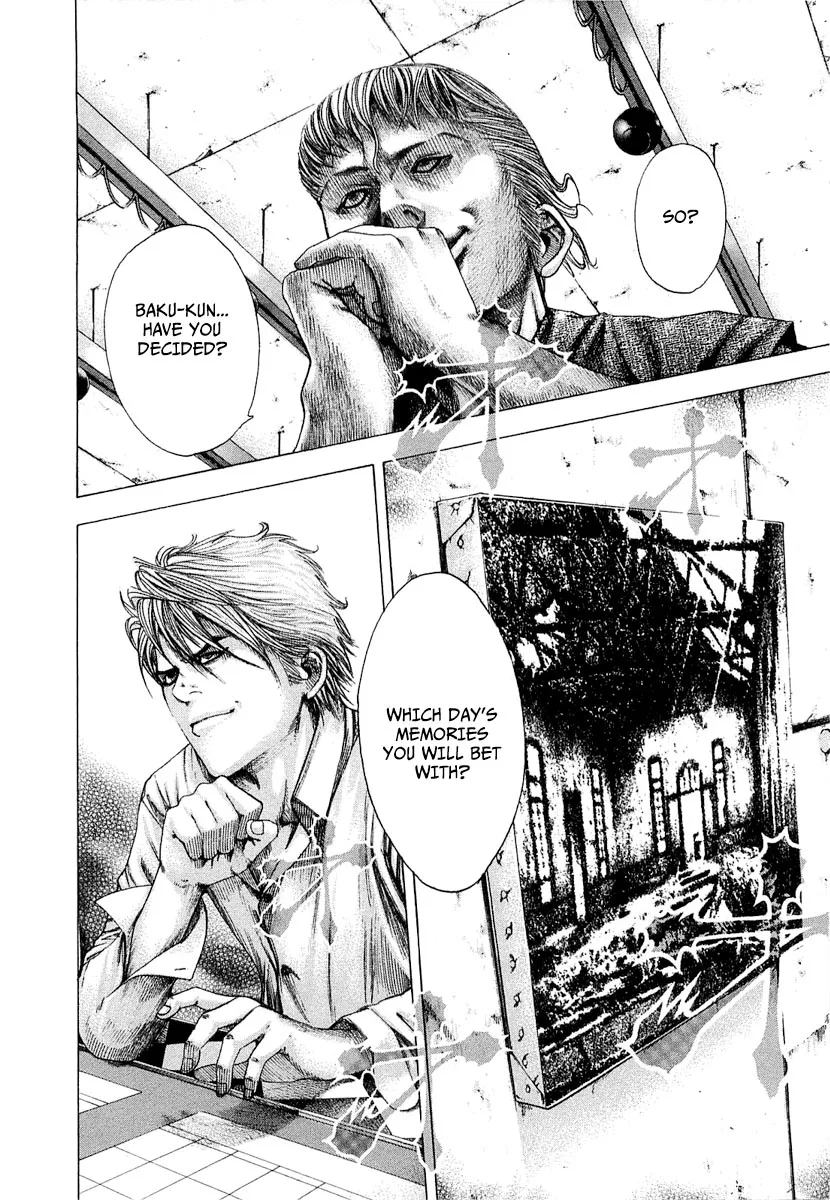 SO?
BAKU-KUN...
HAVE YOU
DECIDED?
WHICH DAY'S
MEMORIES
YOU WILL BET
WITH?